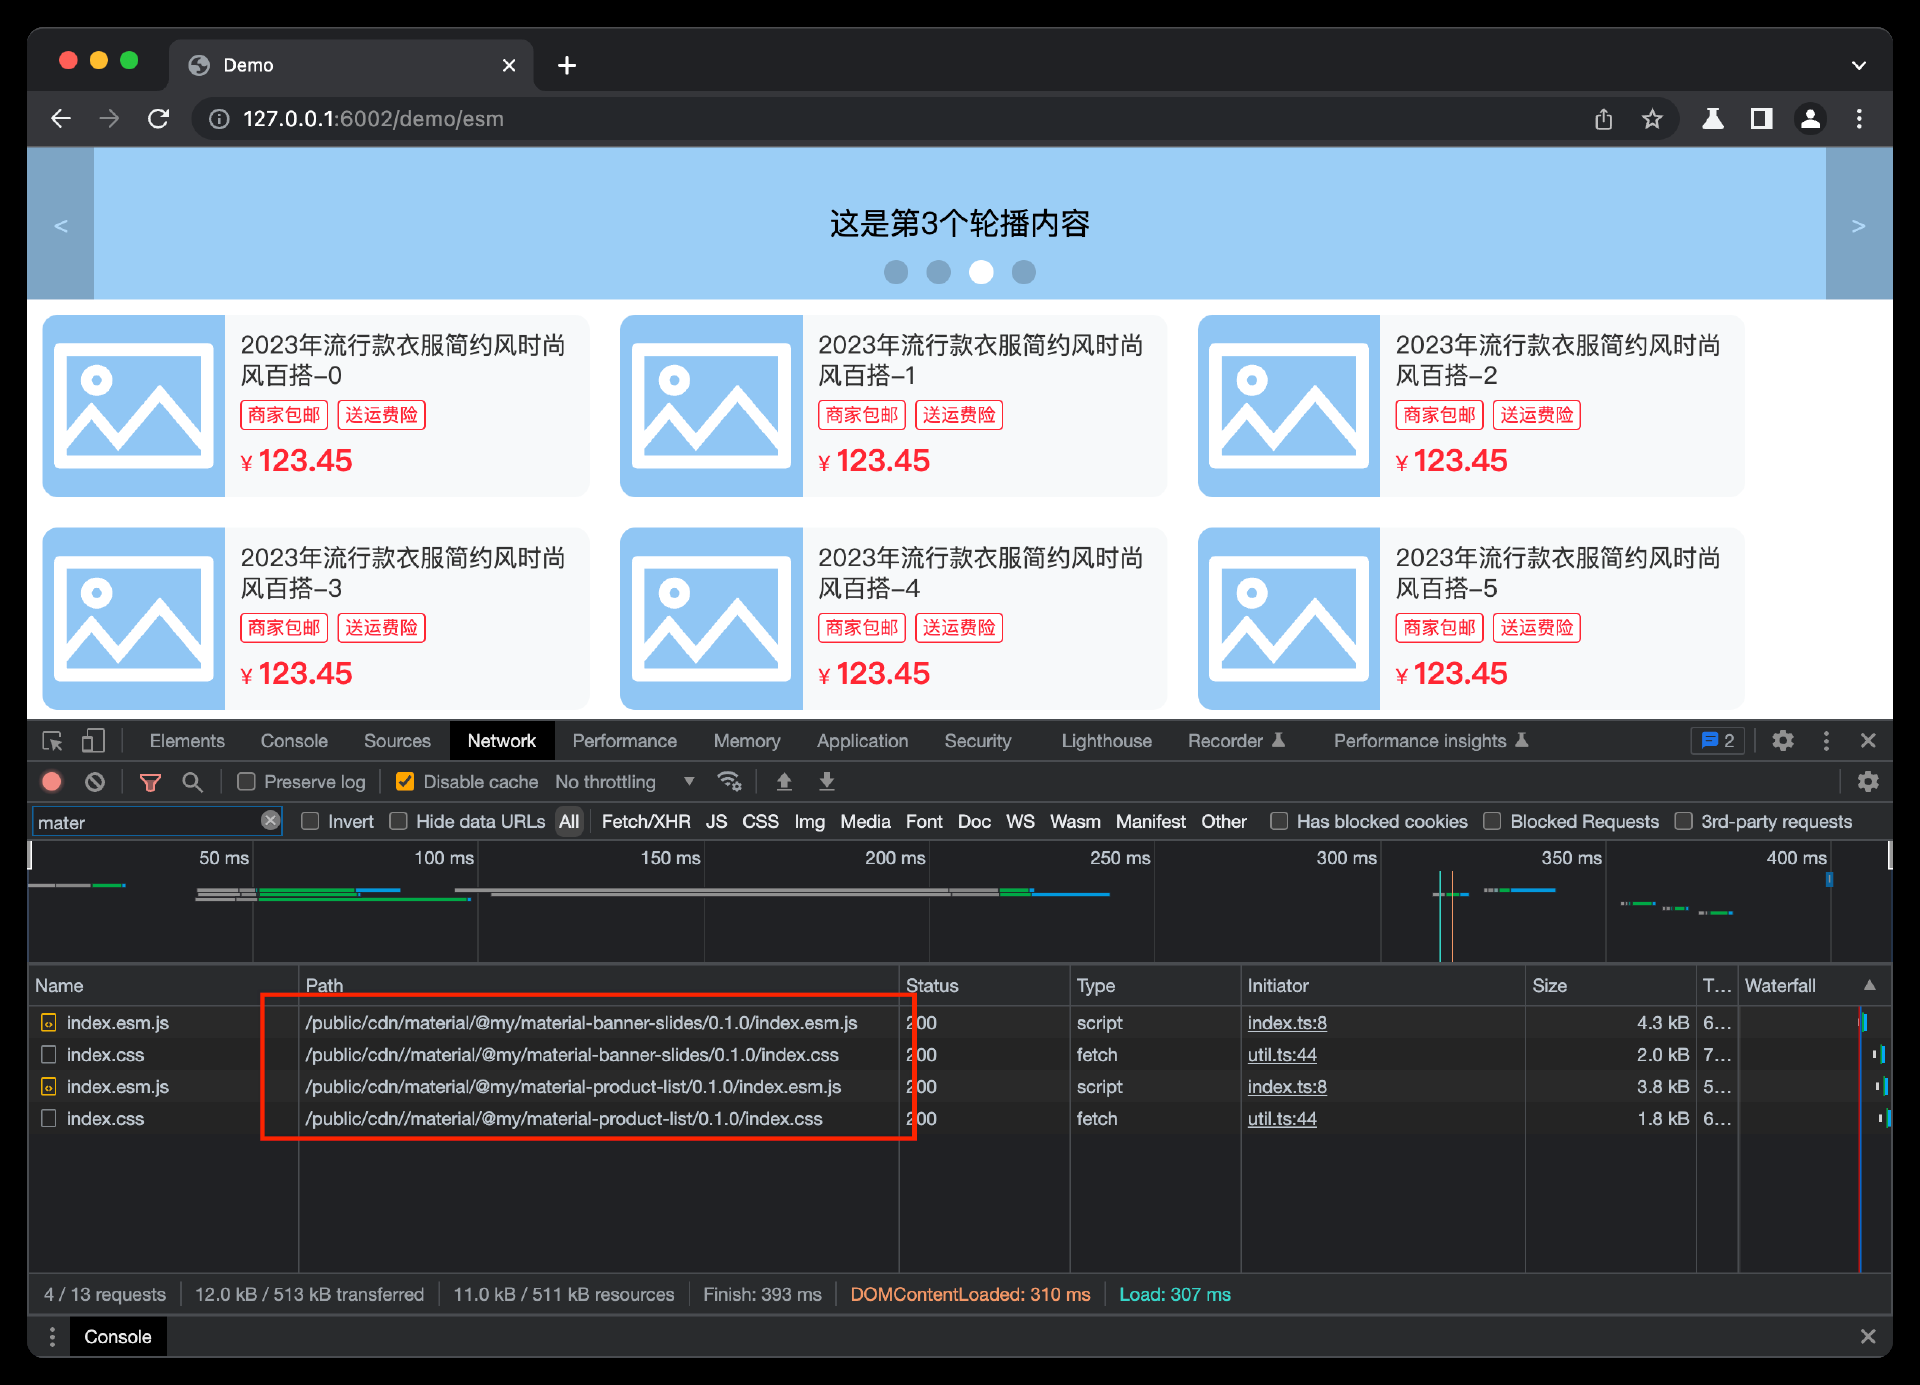 Demo
127.0.0.1:6002/demo/esm
< 这是第3个轮播内容 >
2023年流行款衣服简约风时尚
风百搭-0
商家包邮 送运费险
¥ 123.45
2023年流行款衣服简约风时尚
风百搭-1
商家包邮 送运费险
¥ 123.45
2023年流行款衣服简约风时尚
风百搭-2
商家包邮 送运费险
¥ 123.45
2023年流行款衣服简约风时尚
风百搭-3
商家包邮 送运费险
¥ 123.45
2023年流行款衣服简约风时尚
风百搭-4
商家包邮 送运费险
¥ 123.45
2023年流行款衣服简约风时尚
风百搭-5
商家包邮 送运费险
¥ 123.45
Elements Console Sources Network Performance Memory Application Security Lighthouse Recorder Performance insights 2
Preserve log Disable cache No throttling
mater Invert Hide data URLs All Fetch/XHR JS CSS Img Media Font Doc WS Wasm Manifest Other Has blocked cookies Blocked Requests 3rd-party requests
50 ms 100 ms 150 ms 200 ms 250 ms 300 ms 350 ms 400 ms
Name Path Status Type Initiator Size T... Waterfall
index.esm.js /public/cdn/material/@my/material-banner-slides/0.1.0/index.esm.js 200 script index.ts:8 4.3 kB 6...
index.css /public/cdn//material/@my/material-banner-slides/0.1.0/index.css 200 fetch util.ts:44 2.0 kB 7...
index.esm.js /public/cdn/material/@my/material-product-list/0.1.0/index.esm.js 200 script index.ts:8 3.8 kB 5...
index.css /public/cdn//material/@my/material-product-list/0.1.0/index.css 200 fetch util.ts:44 1.8 kB 6...
4 / 13 requests 12.0 kB / 513 kB transferred 11.0 kB / 511 kB resources Finish: 393 ms DOMContentLoaded: 310 ms Load: 307 ms
Console